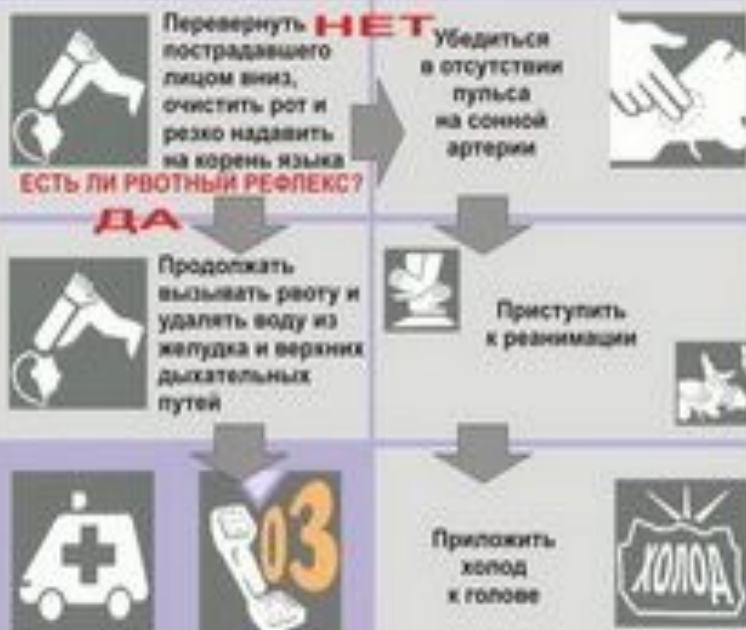 Перевернуть
пострадавшего
лицом вниз,
очистить рот и
резко надавить
на корень языка
ЕСТЬ ЛИ РВОТНЫЙ РЕФЛЕКС?
НЕТ
Убедиться
в отсутствии
пульса
на сонной
артерии
ДА
Продолжать
вызывать рвоту и
удалять воду из
желудка и верхних
дыхательных
путей
Приступить
к реанимации
03
Приложить
холод
к голове
ХОЛОД